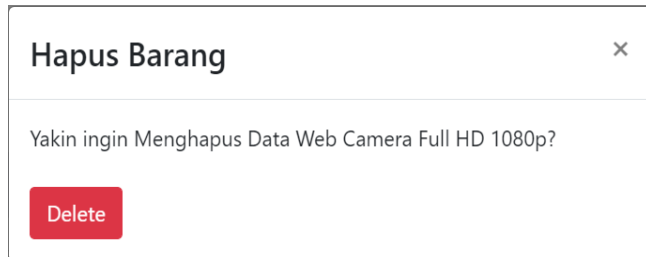 Hapus Barang
×
Yakin ingin Menghapus Data Web Camera Full HD 1080p?
Delete